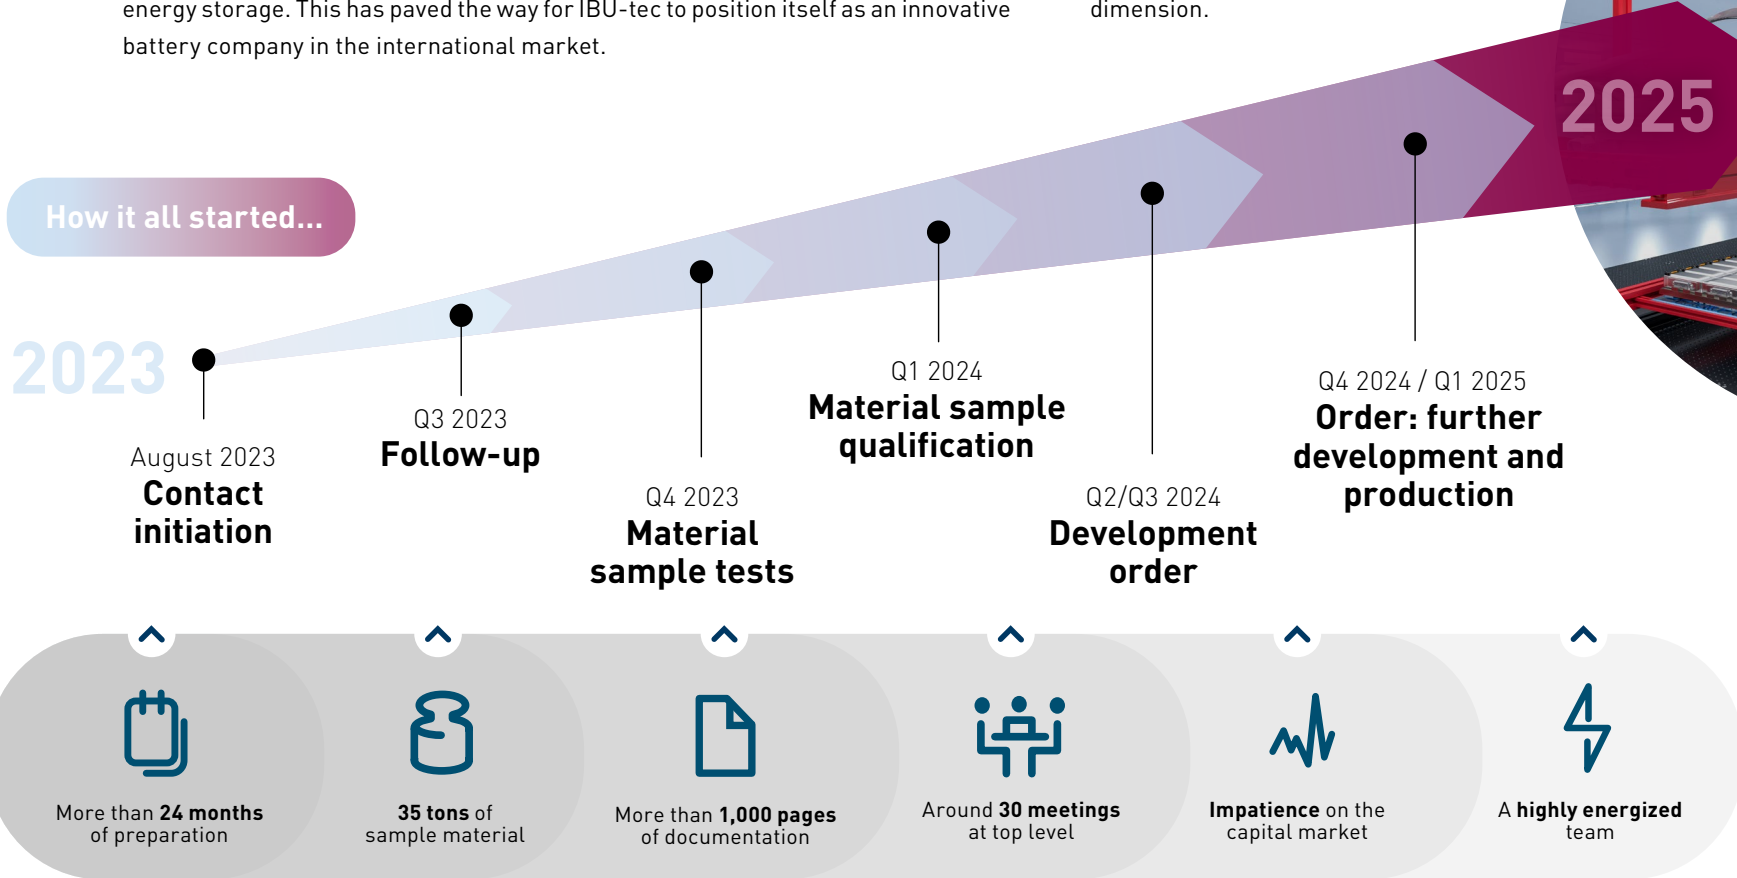 energy storage. This has paved the way for IBU-tec to position itself as an innovative
battery company in the international market.
dimension.
2025
How it all started...
2023
August 2023
Contact
initiation
Q3 2023
Follow-up
Q4 2023
Material
sample tests
Q1 2024
Material sample
qualification
Q2/Q3 2024
Development
order
Q4 2024 / Q1 2025
Order: further
development and
production
More than 24 months
of preparation
35 tons of
sample material
More than 1,000 pages
of documentation
Around 30 meetings
at top level
Impatience on the
capital market
A highly energized
team